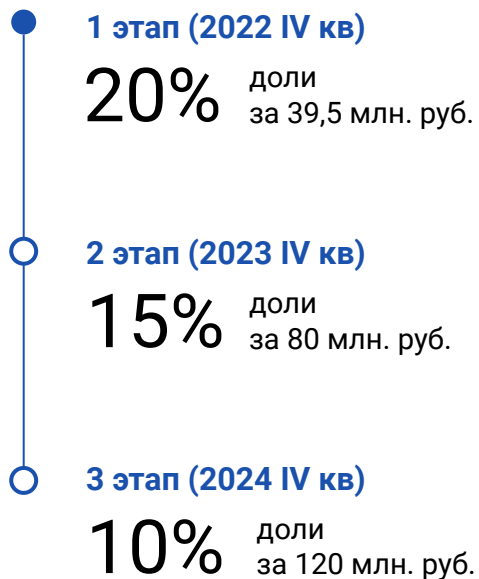 1 этап (2022 IV кв)
20% доли
за 39,5 млн. руб.
2 этап (2023 IV кв)
15% доли
за 80 млн. руб.
3 этап (2024 IV кв)
10% доли
за 120 млн. руб.